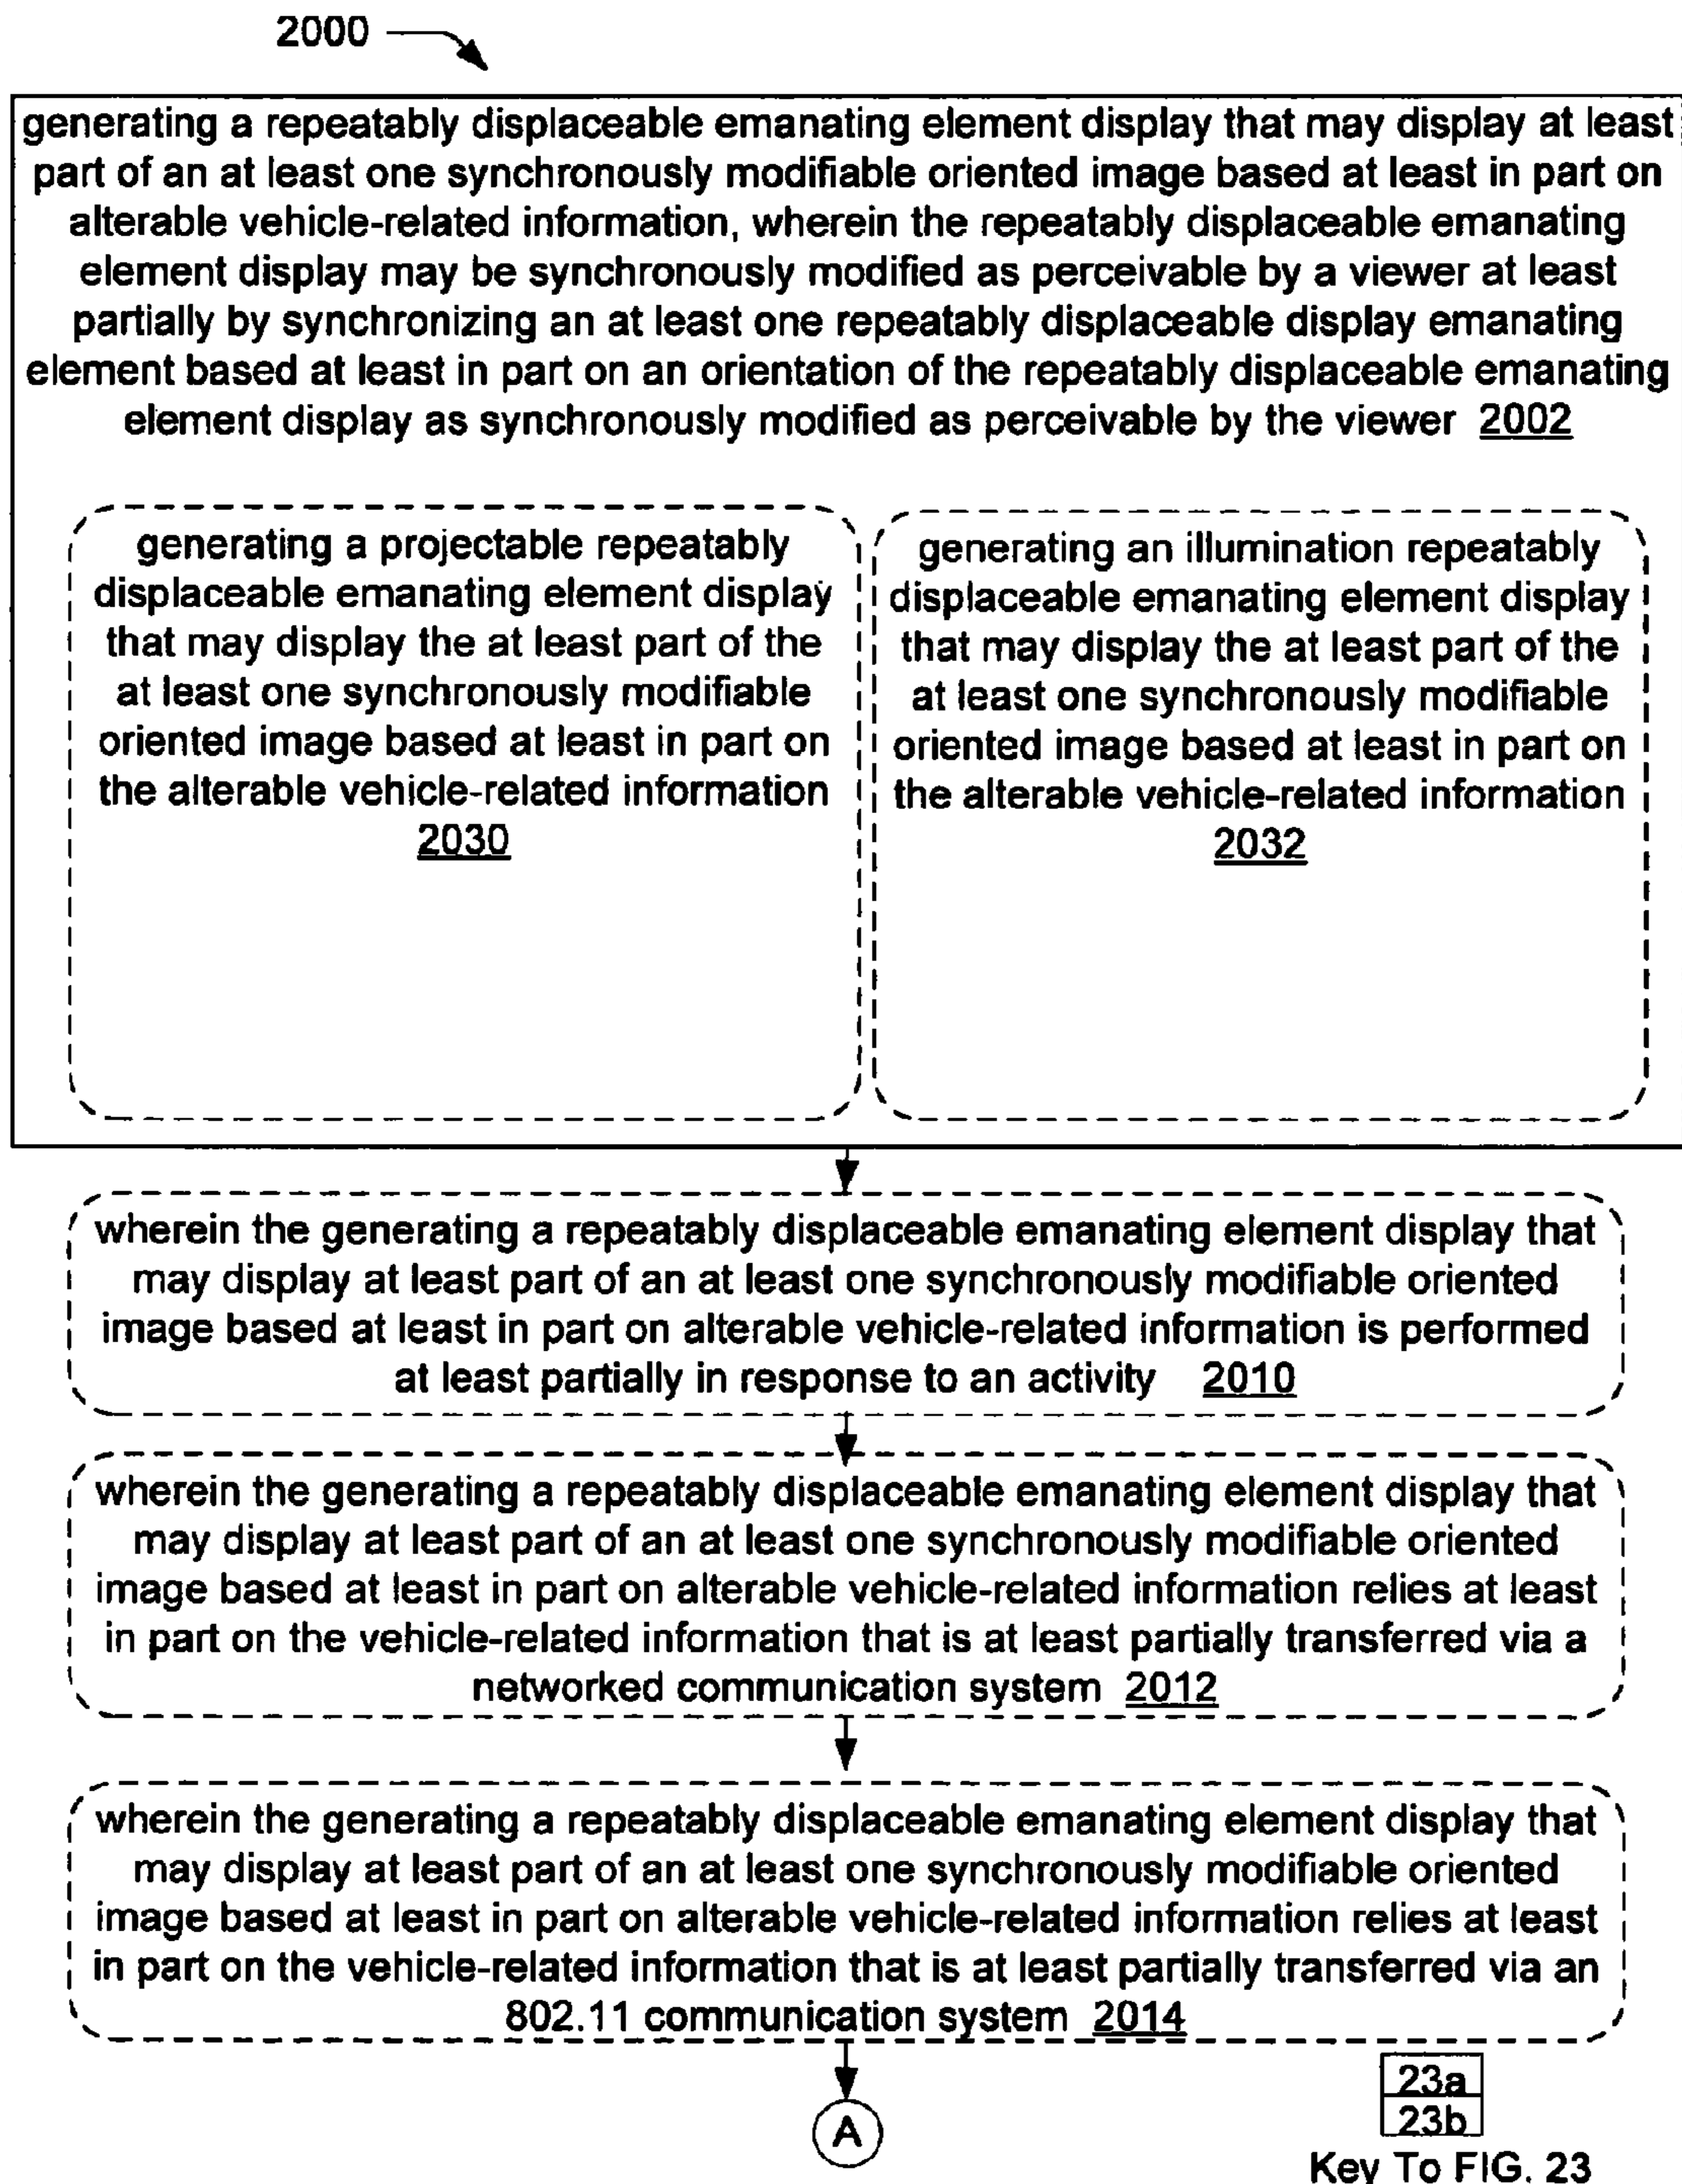 2000
generating a repeatably displaceable emanating element display that may display at least
part of an at least one synchronously modifiable oriented image based at least in part on
alterable vehicle-related information, wherein the repeatably displaceable emanating
element display may be synchronously modified as perceivable by a viewer at least
partially by synchronizing an at least one repeatably displaceable display emanating
element based at least in part on an orientation of the repeatably displaceable emanating
element display as synchronously modified as perceivable by the viewer 2002
generating a projectable repeatably
displaceable emanating element display
that may display the at least part of the
at least one synchronously modifiable
oriented image based at least in part on
the alterable vehicle-related information
2030
generating an illumination repeatably
displaceable emanating element display
that may display the at least part of the
at least one synchronously modifiable
oriented image based at least in part on
the alterable vehicle-related information
2032
wherein the generating a repeatably displaceable emanating element display that
may display at least part of an at least one synchronously modifiable oriented
image based at least in part on alterable vehicle-related information is performed
at least partially in response to an activity 2010
wherein the generating a repeatably displaceable emanating element display that
may display at least part of an at least one synchronously modifiable oriented
image based at least in part on alterable vehicle-related information relies at least
in part on the vehicle-related information that is at least partially transferred via a
networked communication system 2012
wherein the generating a repeatably displaceable emanating element display that
may display at least part of an at least one synchronously modifiable oriented
image based at least in part on alterable vehicle-related information relies at least
in part on the vehicle-related information that is at least partially transferred via an
802.11 communication system 2014
A
23a
23b
Key To FIG. 23